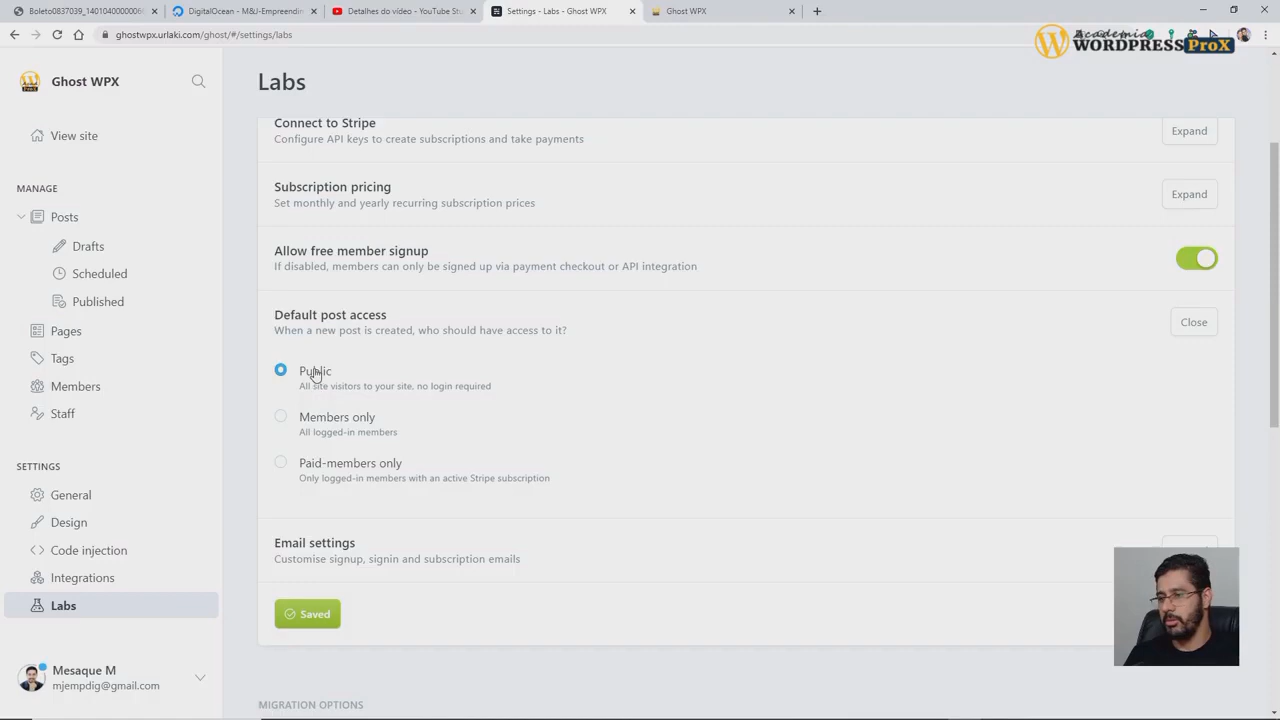 Boleto0837039_14010400000066
DigitalOcean - M&J-Empreendin
Detalhes do vídeo - YouTube Stu
Settings - Labs - Ghost WPX
Ghost WPX
ghostwpx.urlaki.com/ghost/#/settings/labs
Academia
WORDPRESS ProX
Ghost WPX
View site
MANAGE
Posts
Drafts
Scheduled
Published
Pages
Tags
Members
Staff
SETTINGS
General
Design
Code injection
Integrations
Labs
Mesaque M
mjempdig@gmail.com
Labs
Connect to Stripe
Configure API keys to create subscriptions and take payments
Expand
Subscription pricing
Set monthly and yearly recurring subscription prices
Expand
Allow free member signup
If disabled, members can only be signed up via payment checkout or API integration
Default post access
When a new post is created, who should have access to it?
Close
Public
All site visitors to your site, no login required
Members only
All logged-in members
Paid-members only
Only logged-in members with an active Stripe subscription
Email settings
Customise signup, signin and subscription emails
Saved
MIGRATION OPTIONS